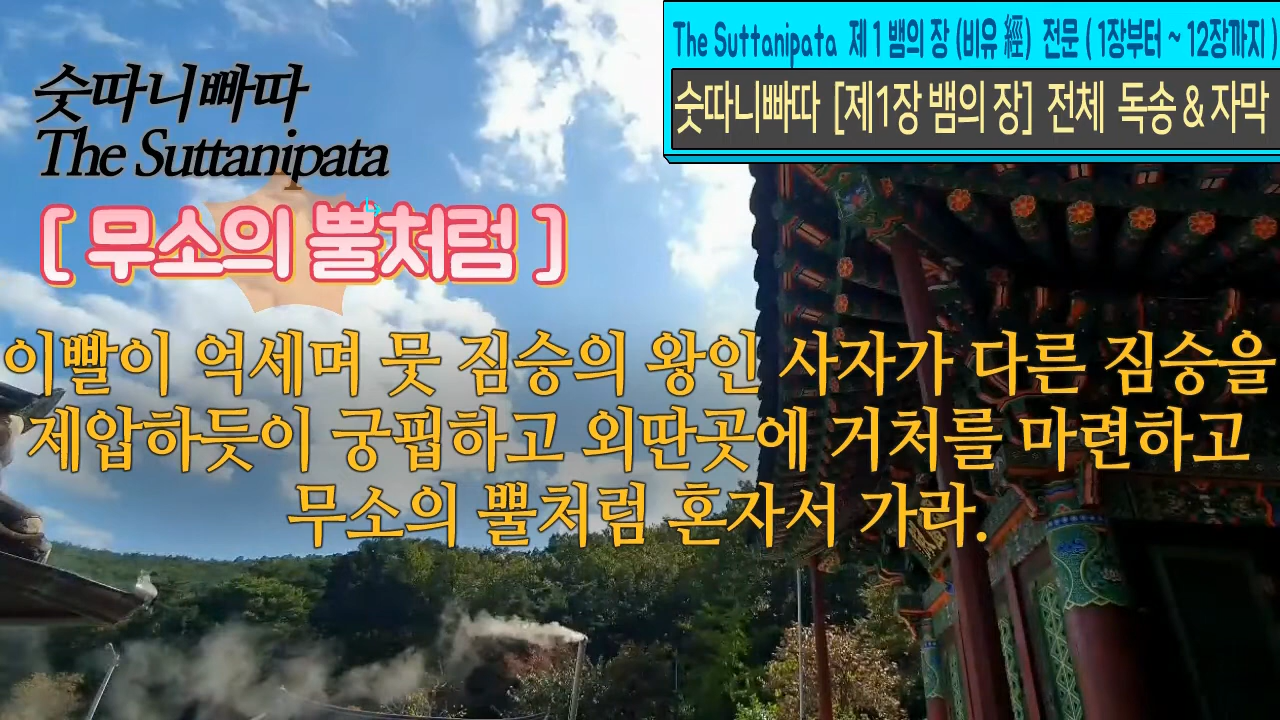 The Suttanipata 제 1 뱀의 장 (비유 經) 전문 ( 1장부터 ~ 12장까지 )
숫따니빠따 [제1장 뱀의 장] 전체 독송 & 자막
숫따니빠따
The Suttanipata
[ 무소의 뿔처럼 ]
이빨이 억세며 뭇 짐승의 왕인 사자가 다른 짐승을
제압하듯이 궁핍하고 외딴곳에 거처를 마련하고
무소의 뿔처럼 혼자서 가라.